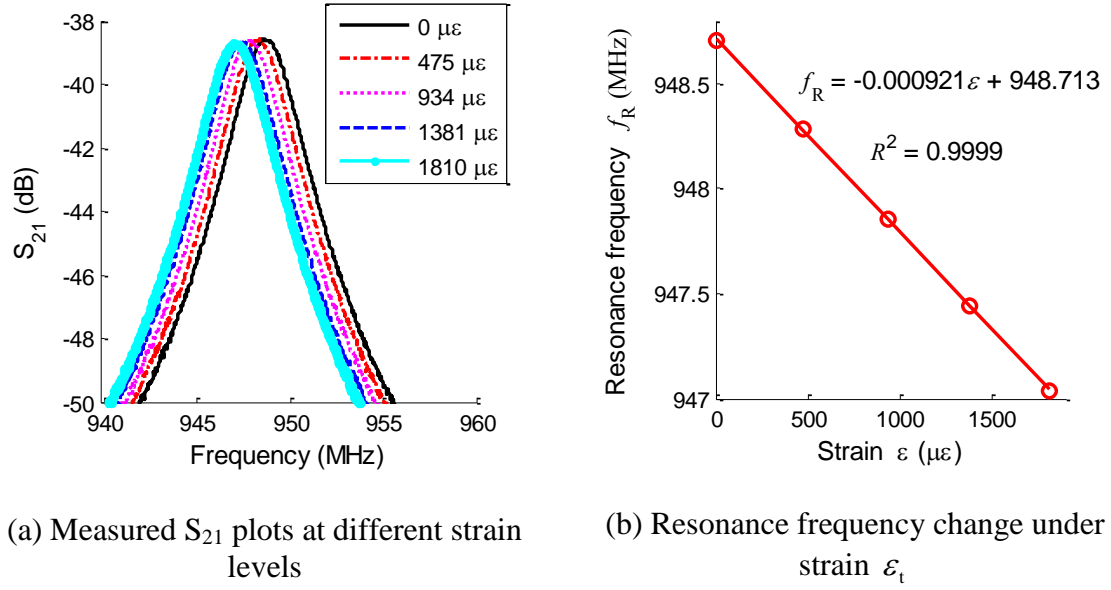 -38
-40
-42
-44
-46
-48
-50
S21 (dB)
940
945
950
955
960
Frequency (MHz)
0 με
475 με
934 με
1381 με
1810 με
(a) Measured S21 plots at different strain
levels
948.5
948
947.5
947
Resonance frequency fR (MHz)
fR = -0.000921ε + 948.713
R2 = 0.9999
0
500
1000
1500
Strain ε (με)
(b) Resonance frequency change under
strain εt